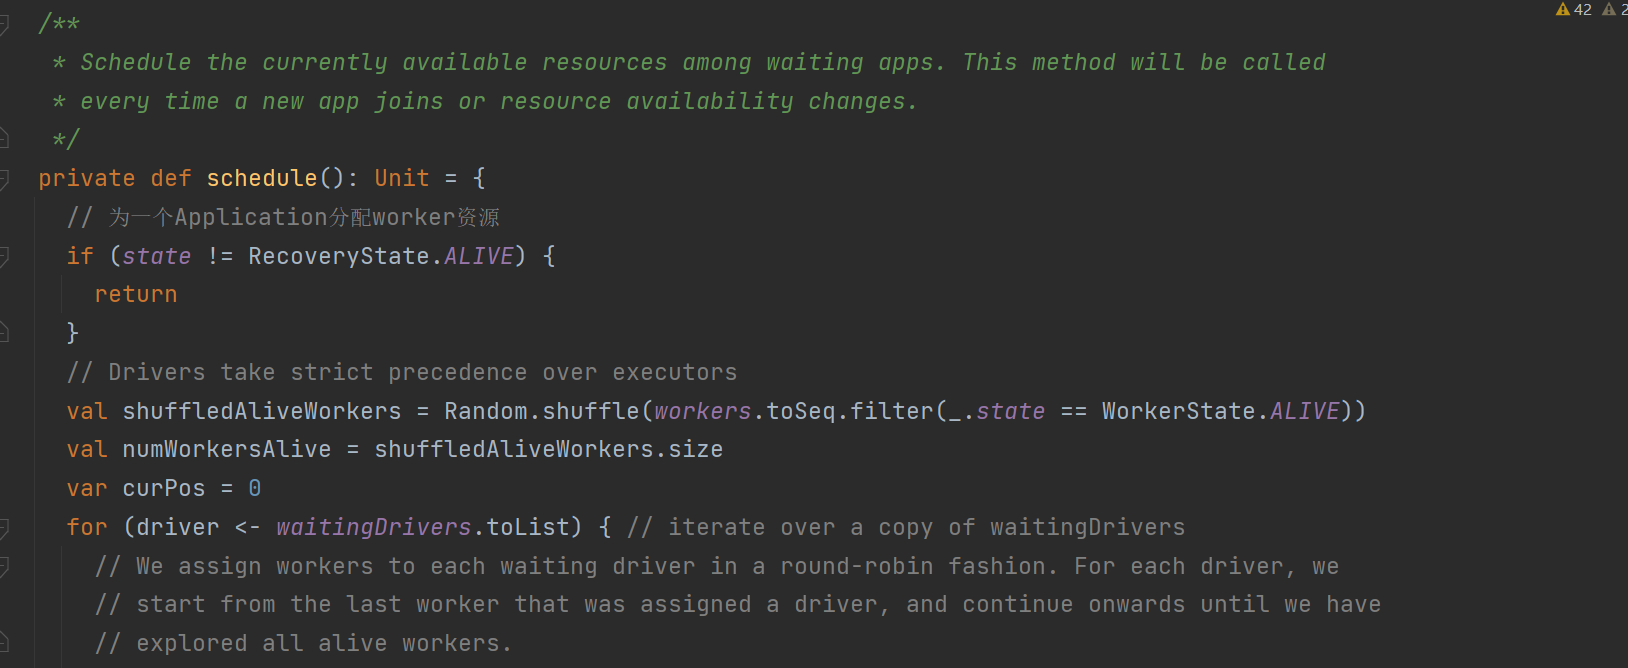 42 2
/**
* Schedule the currently available resources among waiting apps. This method will be called
* every time a new app joins or resource availability changes.
*/
private def schedule(): Unit = {
// 为一个Application分配worker资源
if (state != RecoveryState.ALIVE) {
return
}
// Drivers take strict precedence over executors
val shuffledAliveWorkers = Random.shuffle(workers.toSeq.filter(_.state == WorkerState.ALIVE))
val numWorkersAlive = shuffledAliveWorkers.size
var curPos = 0
for (driver <- waitingDrivers.toList) { // iterate over a copy of waitingDrivers
// We assign workers to each waiting driver in a round-robin fashion. For each driver, we
// start from the last worker that was assigned a driver, and continue onwards until we have
// explored all alive workers.